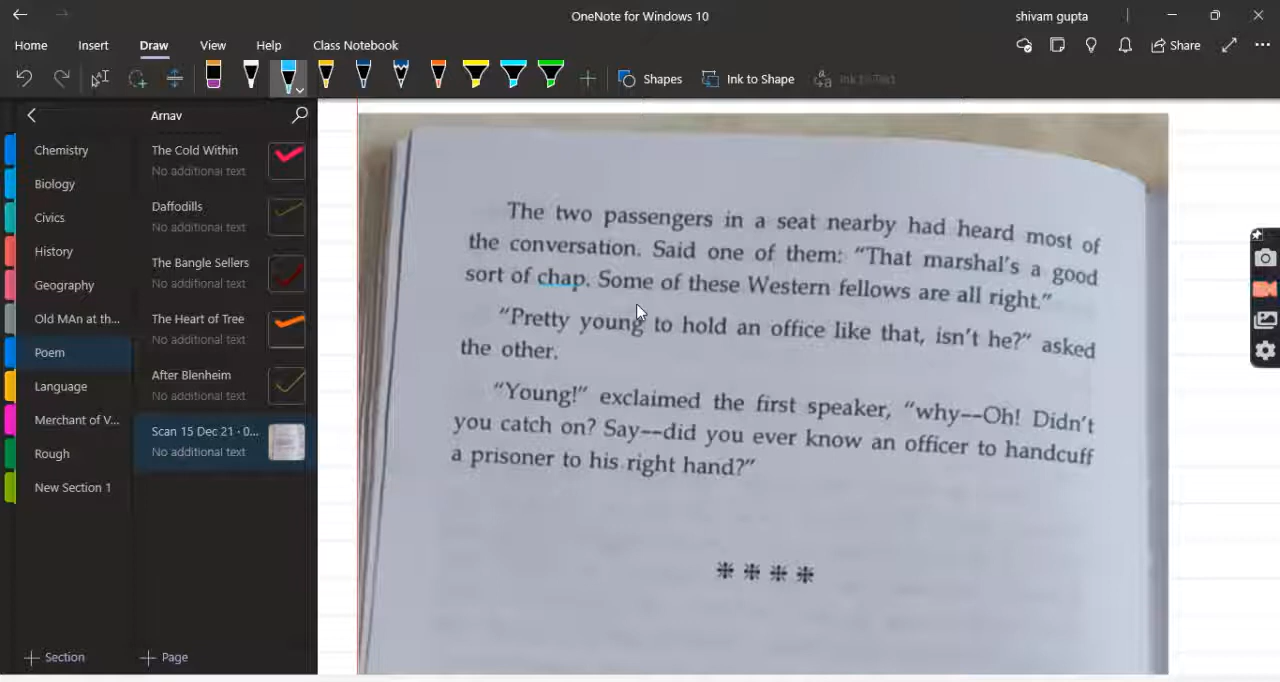 OneNote for Windows 10
shivam gupta
Home Insert Draw View Help Class Notebook
Share
Shapes Ink to Shape Ink to Text
Arnav
Chemistry
Biology
Civics
History
Geography
Old MAn at th...
Poem
Language
Merchant of V...
Rough
New Section 1
The Cold Within
No additional text
Daffodills
No additional text
The Bangle Sellers
No additional text
The Heart of Tree
No additional text
After Blenheim
No additional text
Scan 15 Dec 21 · 0...
No additional text
Section
Page
The two passengers in a seat nearby had heard most of
the conversation. Said one of them: “That marshal's a good
sort of chap. Some of these Western fellows are all right.”
“Pretty young to hold an office like that, isn't he?” asked
the other.
“Young!” exclaimed the first speaker, “why--Oh! Didn't
you catch on? Say--did you ever know an officer to handcuff
a prisoner to his right hand?”